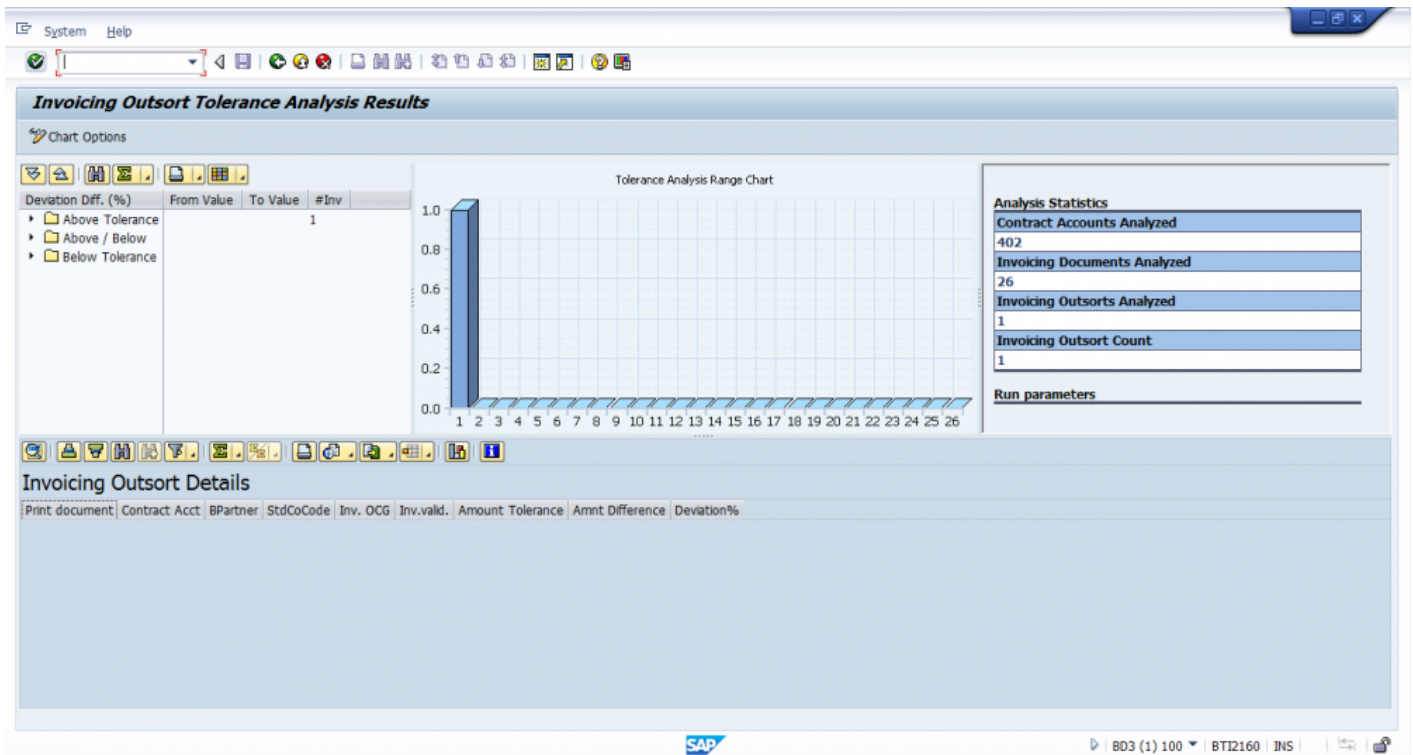 System Help
Invoicing Outsort Tolerance Analysis Results
Chart Options
Deviation Diff. (%) From Value To Value #Inv
Above Tolerance 1
Above / Below
Below Tolerance
Tolerance Analysis Range Chart
1.0
0.8
0.6
0.4
0.2
0.0
1 2 3 4 5 6 7 8 9 10 11 12 13 14 15 16 17 18 19 20 21 22 23 24 25 26
Analysis Statistics
Contract Accounts Analyzed
402
Invoicing Documents Analyzed
26
Invoicing Outsorts Analyzed
1
Invoicing Outsort Count
1
Run parameters
Invoicing Outsort Details
Print document Contract Acct BPartner StdCoCode Inv. OCG Inv.valid. Amount Tolerance Amnt Difference Deviation%
SAP
BD3 (1) 100 BTI2160 INS